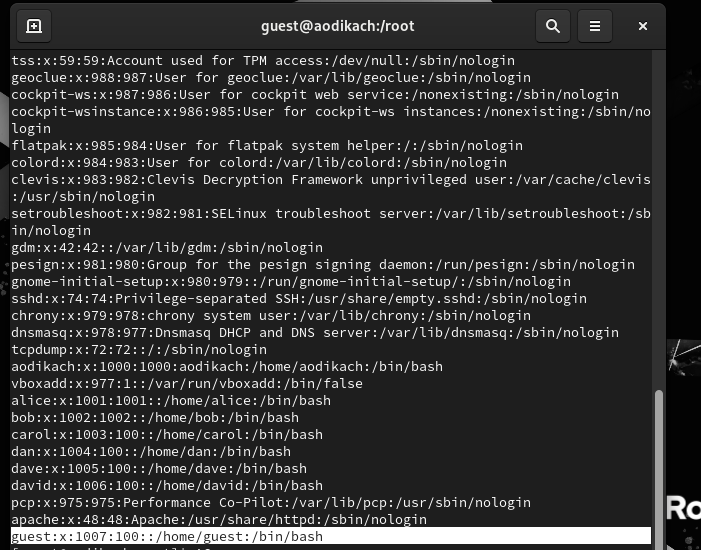 guest@aodikach:/root
tss:x:59:59:Account used for TPM access:/dev/null:/sbin/nologin
geoclue:x:988:987:User for geoclue:/var/lib/geoclue:/sbin/nologin
cockpit-ws:x:987:986:User for cockpit web service:/nonexisting:/sbin/nologin
cockpit-wsinstance:x:986:985:User for cockpit-ws instances:/nonexisting:/sbin/no
login
flatpak:x:985:984:User for flatpak system helper:/:/sbin/nologin
colord:x:984:983:User for colord:/var/lib/colord:/sbin/nologin
clevis:x:983:982:Clevis Decryption Framework unprivileged user:/var/cache/clevis
:/usr/sbin/nologin
setroubleshoot:x:982:981:SELinux troubleshoot server:/var/lib/setroubleshoot:/sb
in/nologin
gdm:x:42:42::/var/lib/gdm:/sbin/nologin
pesign:x:981:980:Group for the pesign signing daemon:/run/pesign:/sbin/nologin
gnome-initial-setup:x:980:979::/run/gnome-initial-setup/:/sbin/nologin
sshd:x:74:74:Privilege-separated SSH:/usr/share/empty.sshd:/sbin/nologin
chrony:x:979:978:chrony system user:/var/lib/chrony:/sbin/nologin
dnsmasq:x:978:977:Dnsmasq DHCP and DNS server:/var/lib/dnsmasq:/sbin/nologin
tcpdump:x:72:72::/:/sbin/nologin
aodikach:x:1000:1000:aodikach:/home/aodikach:/bin/bash
vboxadd:x:977:1::/var/run/vboxadd:/bin/false
alice:x:1001:1001::/home/alice:/bin/bash
bob:x:1002:1002::/home/bob:/bin/bash
carol:x:1003:100::/home/carol:/bin/bash
dan:x:1004:100::/home/dan:/bin/bash
dave:x:1005:100::/home/dave:/bin/bash
david:x:1006:100::/home/david:/bin/bash
pcp:x:975:975:Performance Co-Pilot:/var/lib/pcp:/usr/sbin/nologin
apache:x:48:48:Apache:/usr/share/httpd:/sbin/nologin
guest:x:1007:100::/home/guest:/bin/bash
Ro